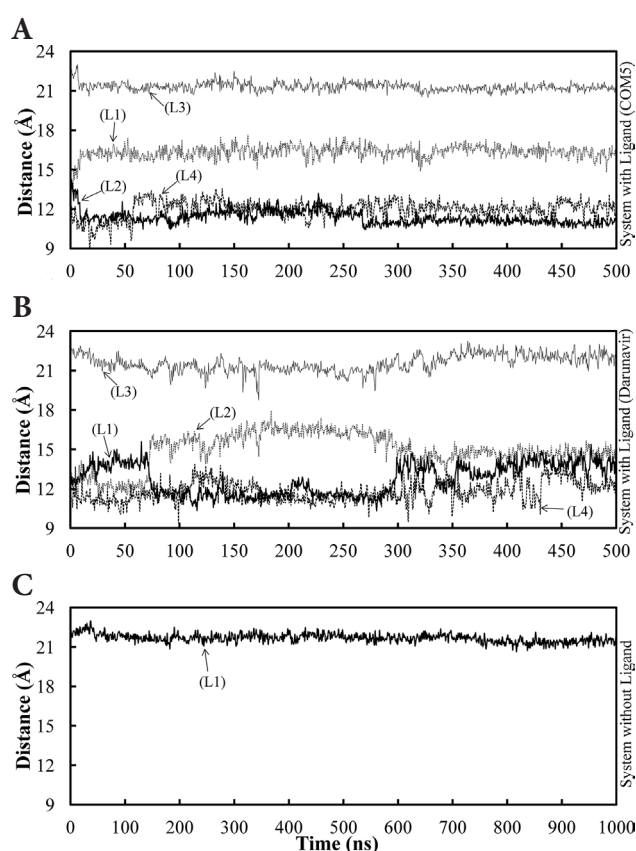 A
24
21
18
15
12
9
Distance (Å)
(L3)
(L1)
(L2)
(L4)
0 50 100 150 200 250 300 350 400 450 500
System with Ligand (COM5)
B
24
21
18
15
12
9
Distance (Å)
(L3)
(L2)
(L1)
(L4)
0 50 100 150 200 250 300 350 400 450 500
System with Ligand (Darunavir)
C
24
21
18
15
12
9
Distance (Å)
(L1)
0 100 200 300 400 500 600 700 800 900 1000
Time (ns)
System without Ligand